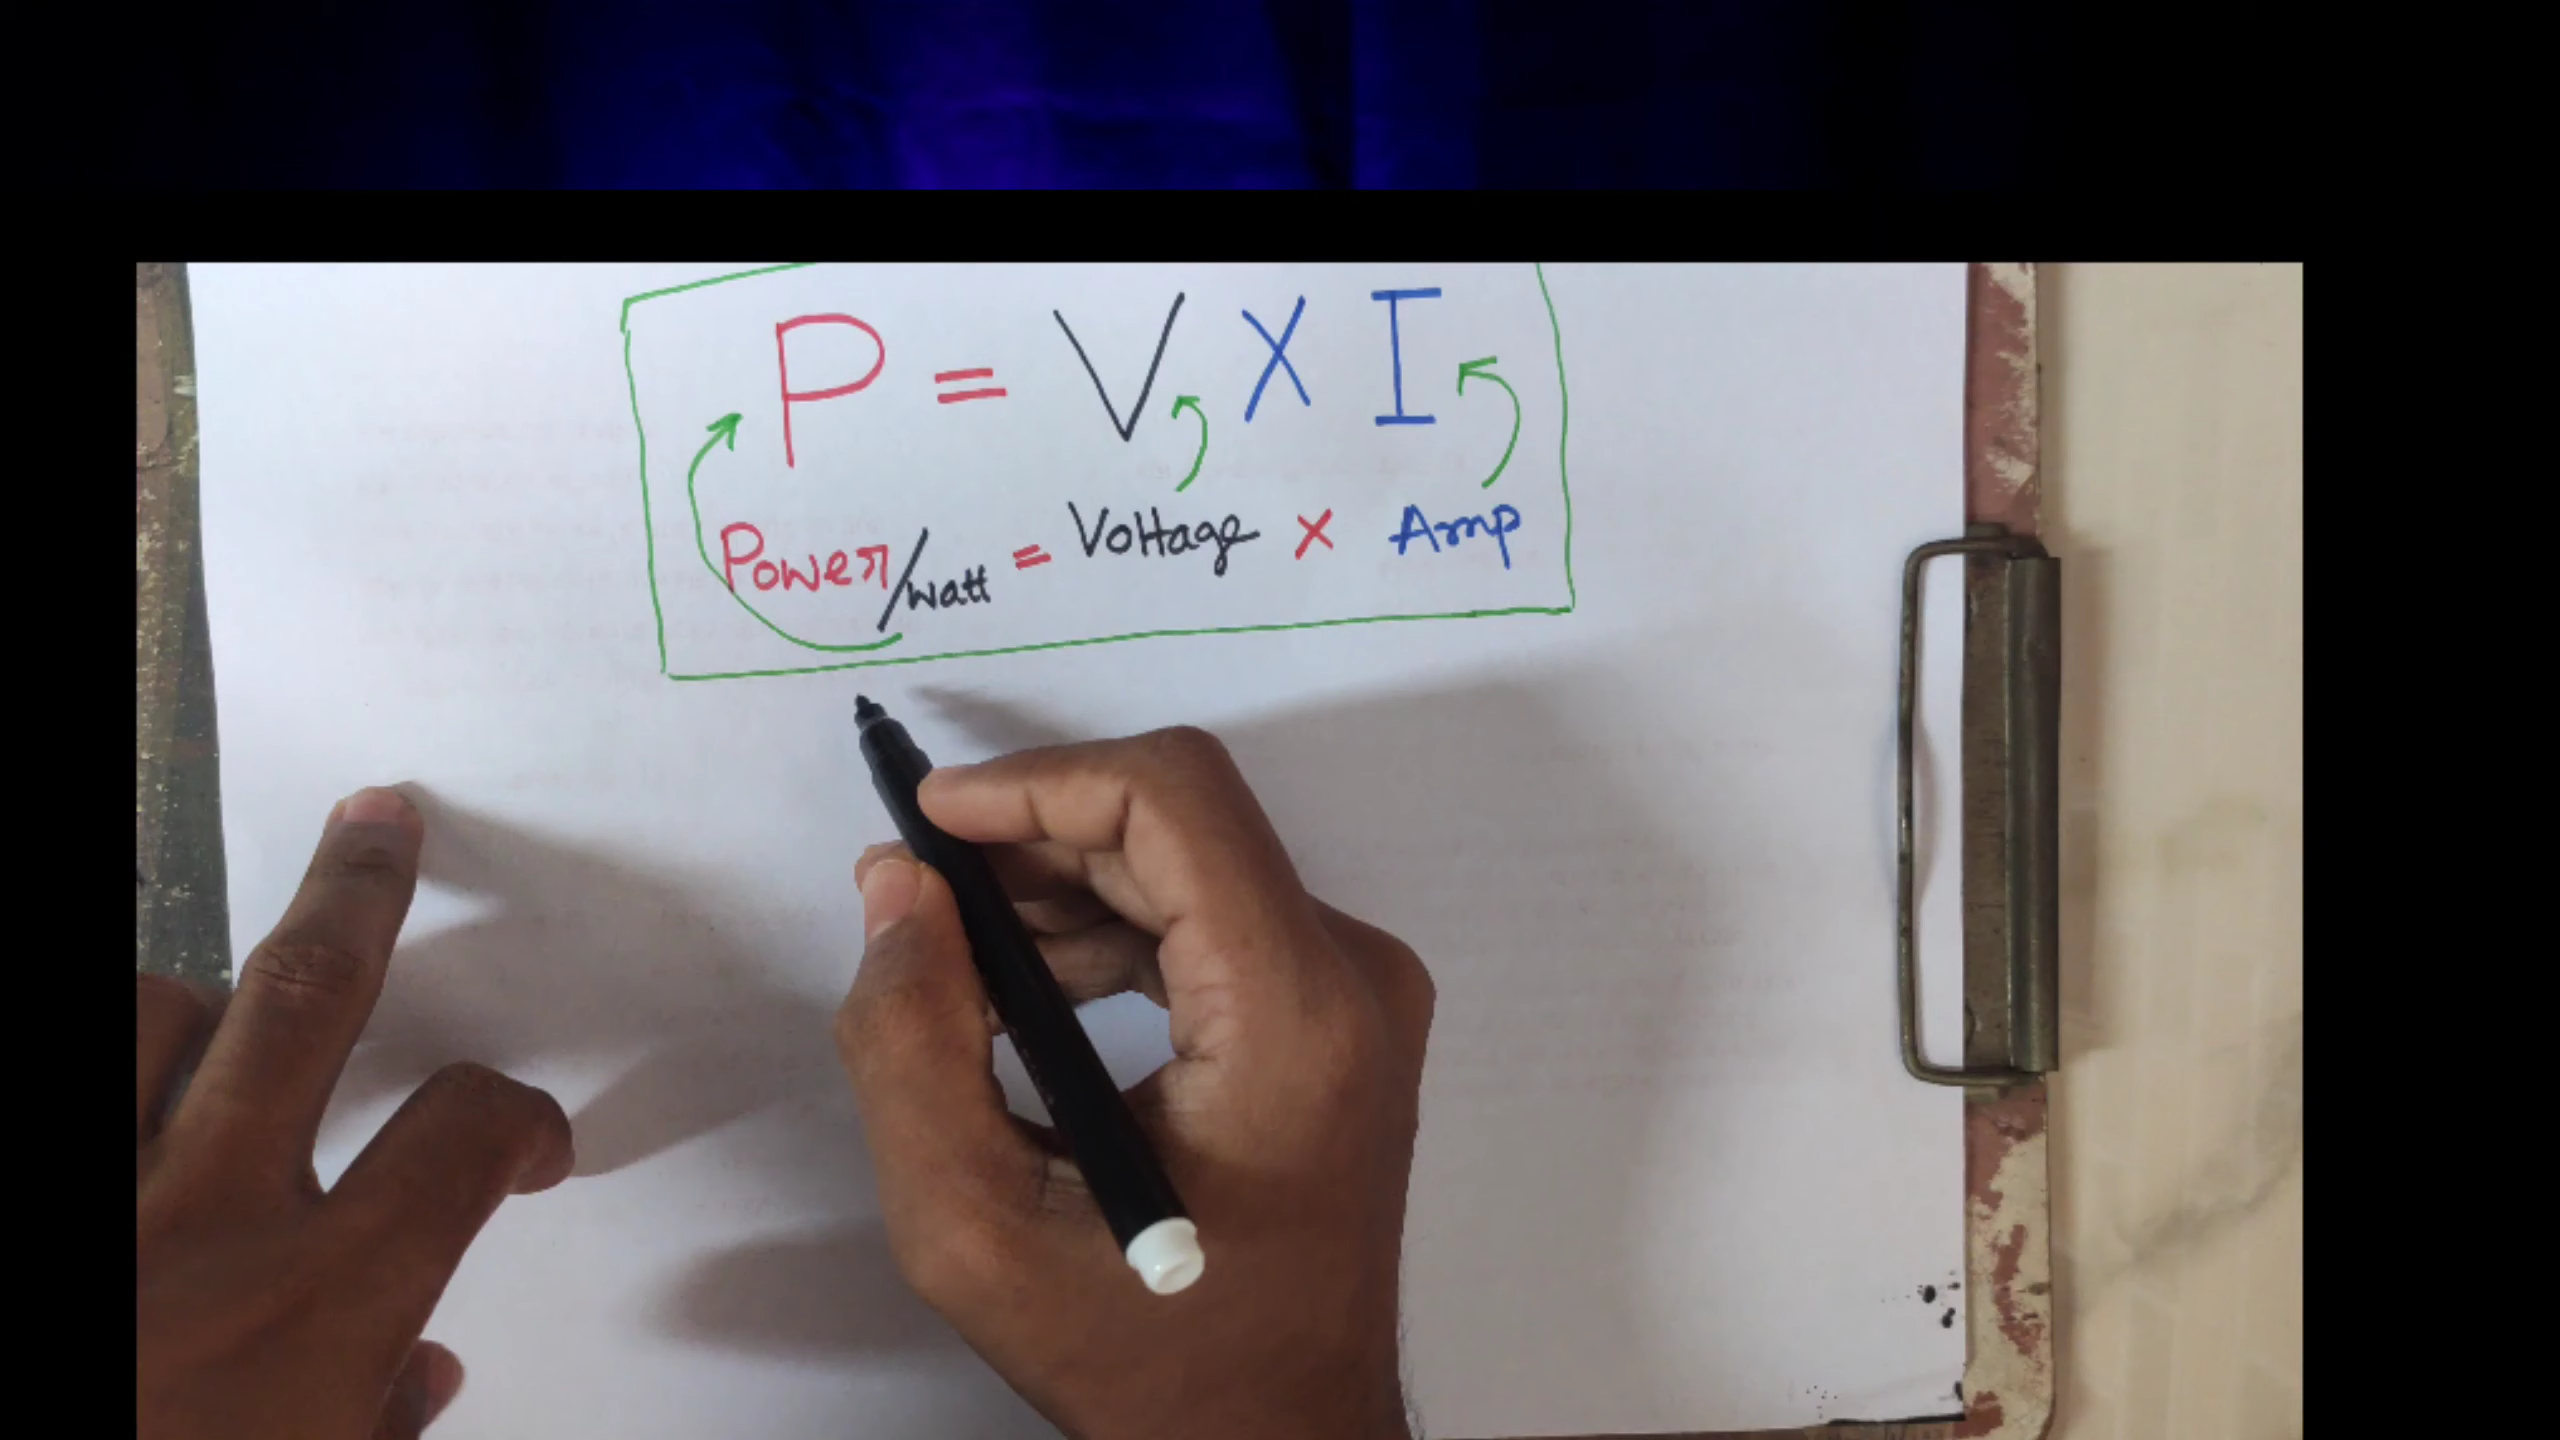 P = V X I
Power/watt = Voltage X Amp